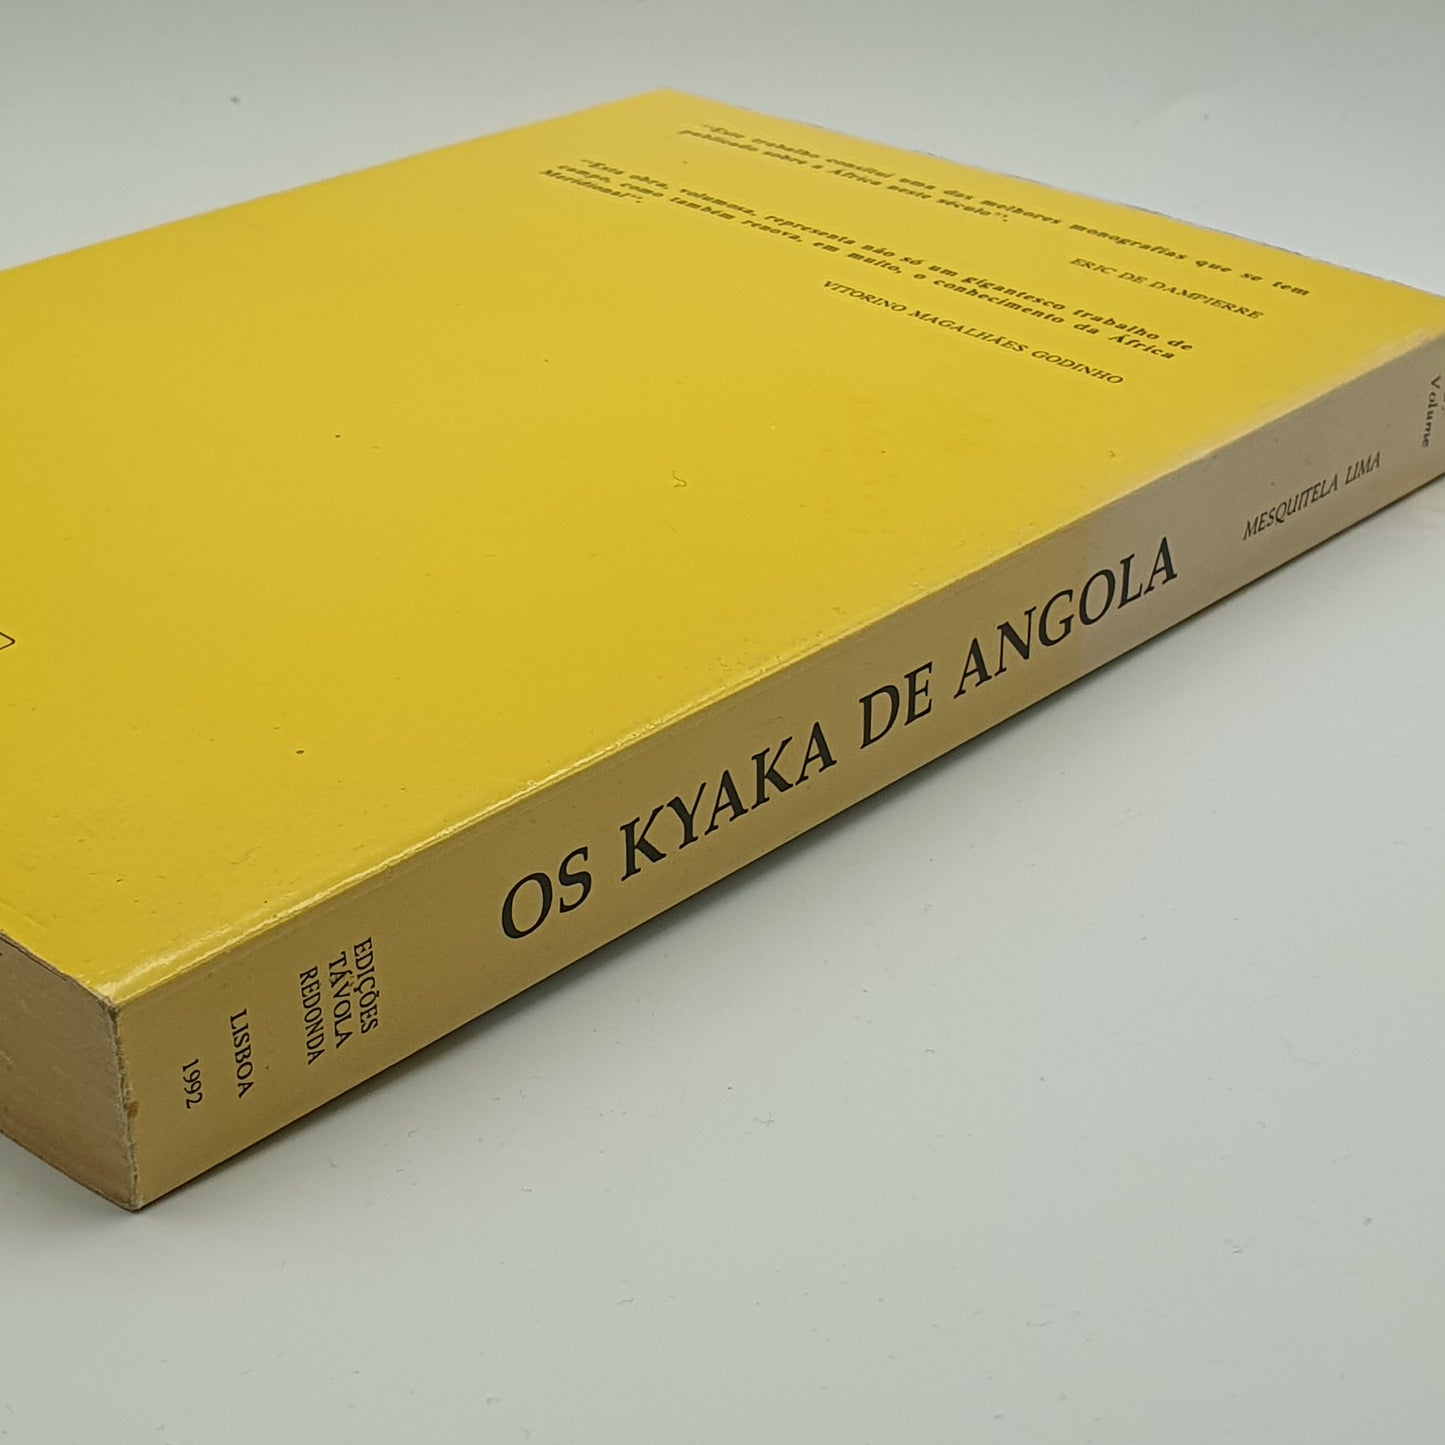 “Este trabalho constitui uma das melhores monografias que se tem
publicado sobre a África neste século”.
ERIC DE DAMPIERRE
“Esta obra, volumosa, representa não só um gigantesco trabalho de
campo, como também renova, em muito, o conhecimento da África
Meridional”.
VITORINO MAGALHÃES GODINHO
Volume
MESQUITELA LIMA
OS KYAKA DE ANGOLA
EDIÇÕES
TÁVOLA
REDONDA
LISBOA
1992